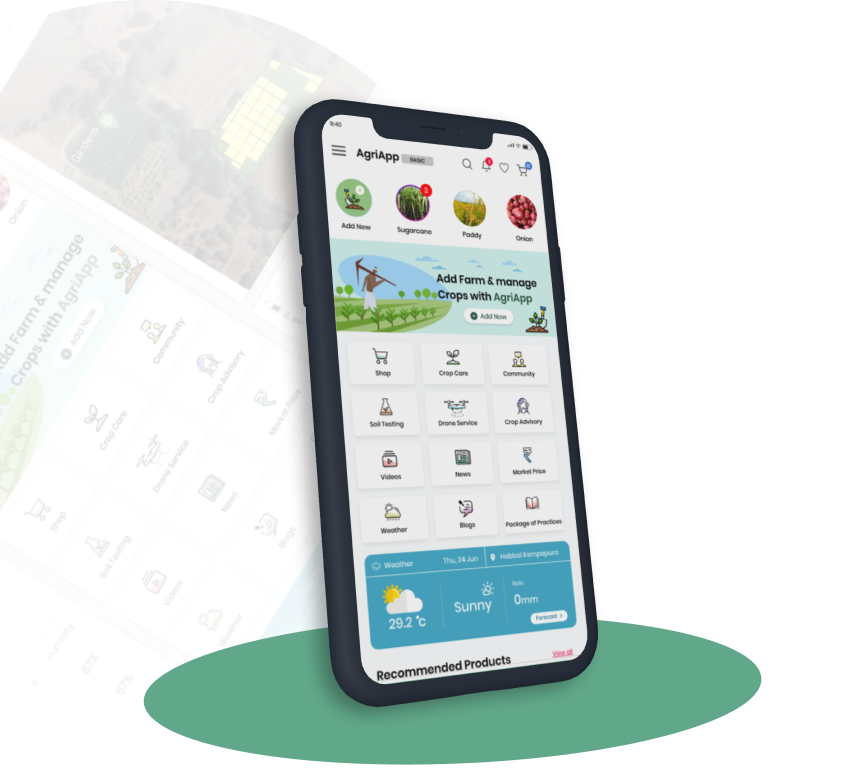 9:40
AgriApp BASIC
3
Add New Sugarcane Paddy Onion
Add Farm & manage
Crops with AgriApp
Add Now
Shop Crop Care Community
Soil Testing Drone Service Crop Advisory
Videos News Market Price
Weather Blogs Package of Practices
Weather Thu, 24 Jun Hebbal Kempapura
Rain
Sunny 0mm
29.2 °c
Forecast >
Recommended Products View all
Gardens
Onion
Add Farm & manage
Crops with AgriApp
Add Now
Community
Crop Care
Crop Advisory
Shop
Drone Service
Market Price
Soil Testing
News
Videos
Blogs
Weather
Humidity
67%
67%